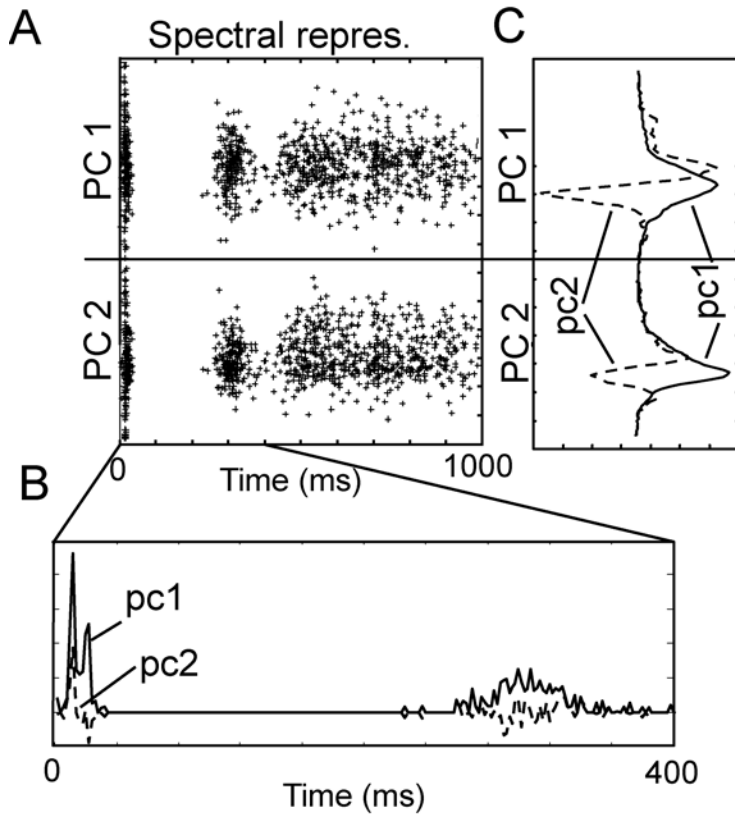 A
Spectral repres.
C
PC 1
PC 1
pc2
pc1
PC 2
PC 2
0
1000
Time (ms)
B
pc1
pc2
0
400
Time (ms)